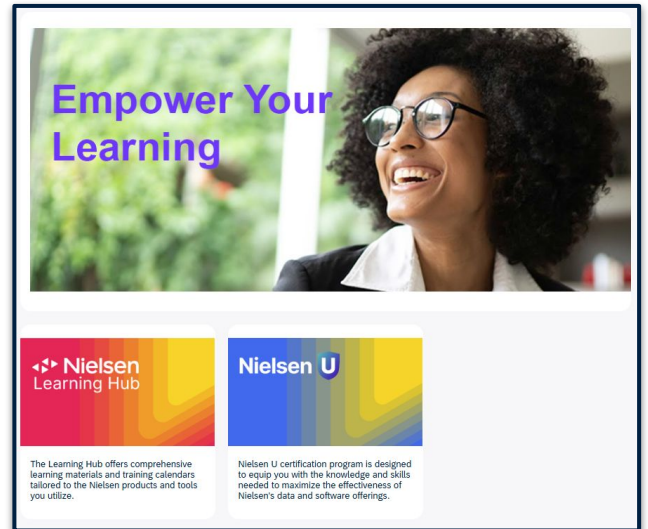 Empower Your
Learning
Nielsen
Learning Hub
Nielsen U
The Learning Hub offers comprehensive
learning materials and training calendars
tailored to the Nielsen products and tools
you utilize.
Nielsen U certification program is designed
to equip you with the knowledge and skills
needed to maximize the effectiveness of
Nielsen's data and software offerings.